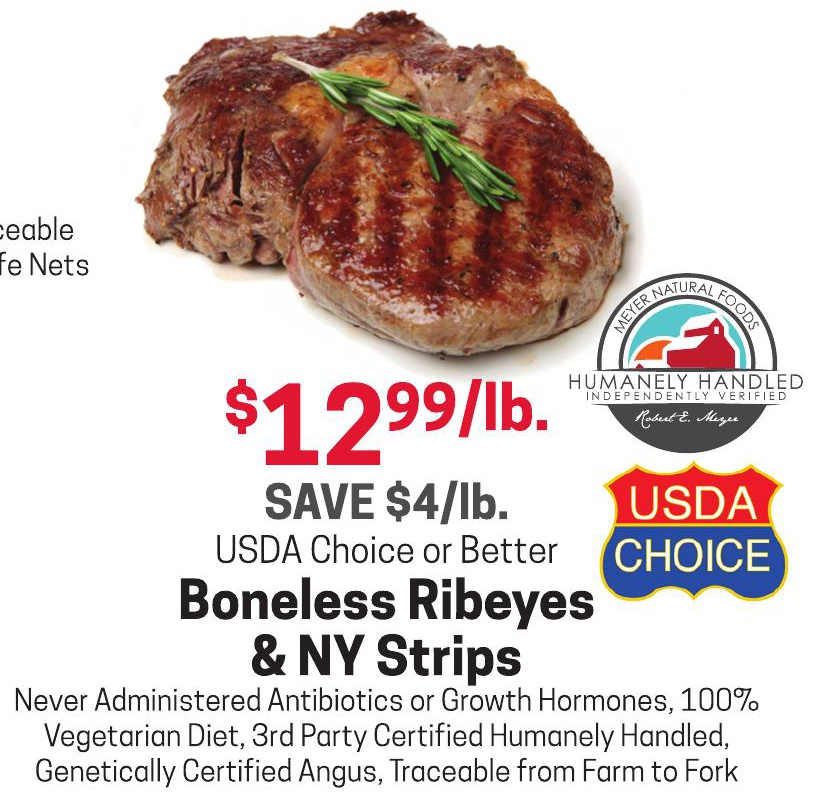 ceable
fe Nets
MEYER NATURAL FOODS
HUMANELY HANDLED
INDEPENDENTLY VERIFIED
Robert E. Meyer
$12 99/lb.
SAVE $4/lb.
USDA Choice or Better
Boneless Ribeyes
& NY Strips
USDA
CHOICE
Never Administered Antibiotics or Growth Hormones, 100%
Vegetarian Diet, 3rd Party Certified Humanely Handled,
Genetically Certified Angus, Traceable from Farm to Fork